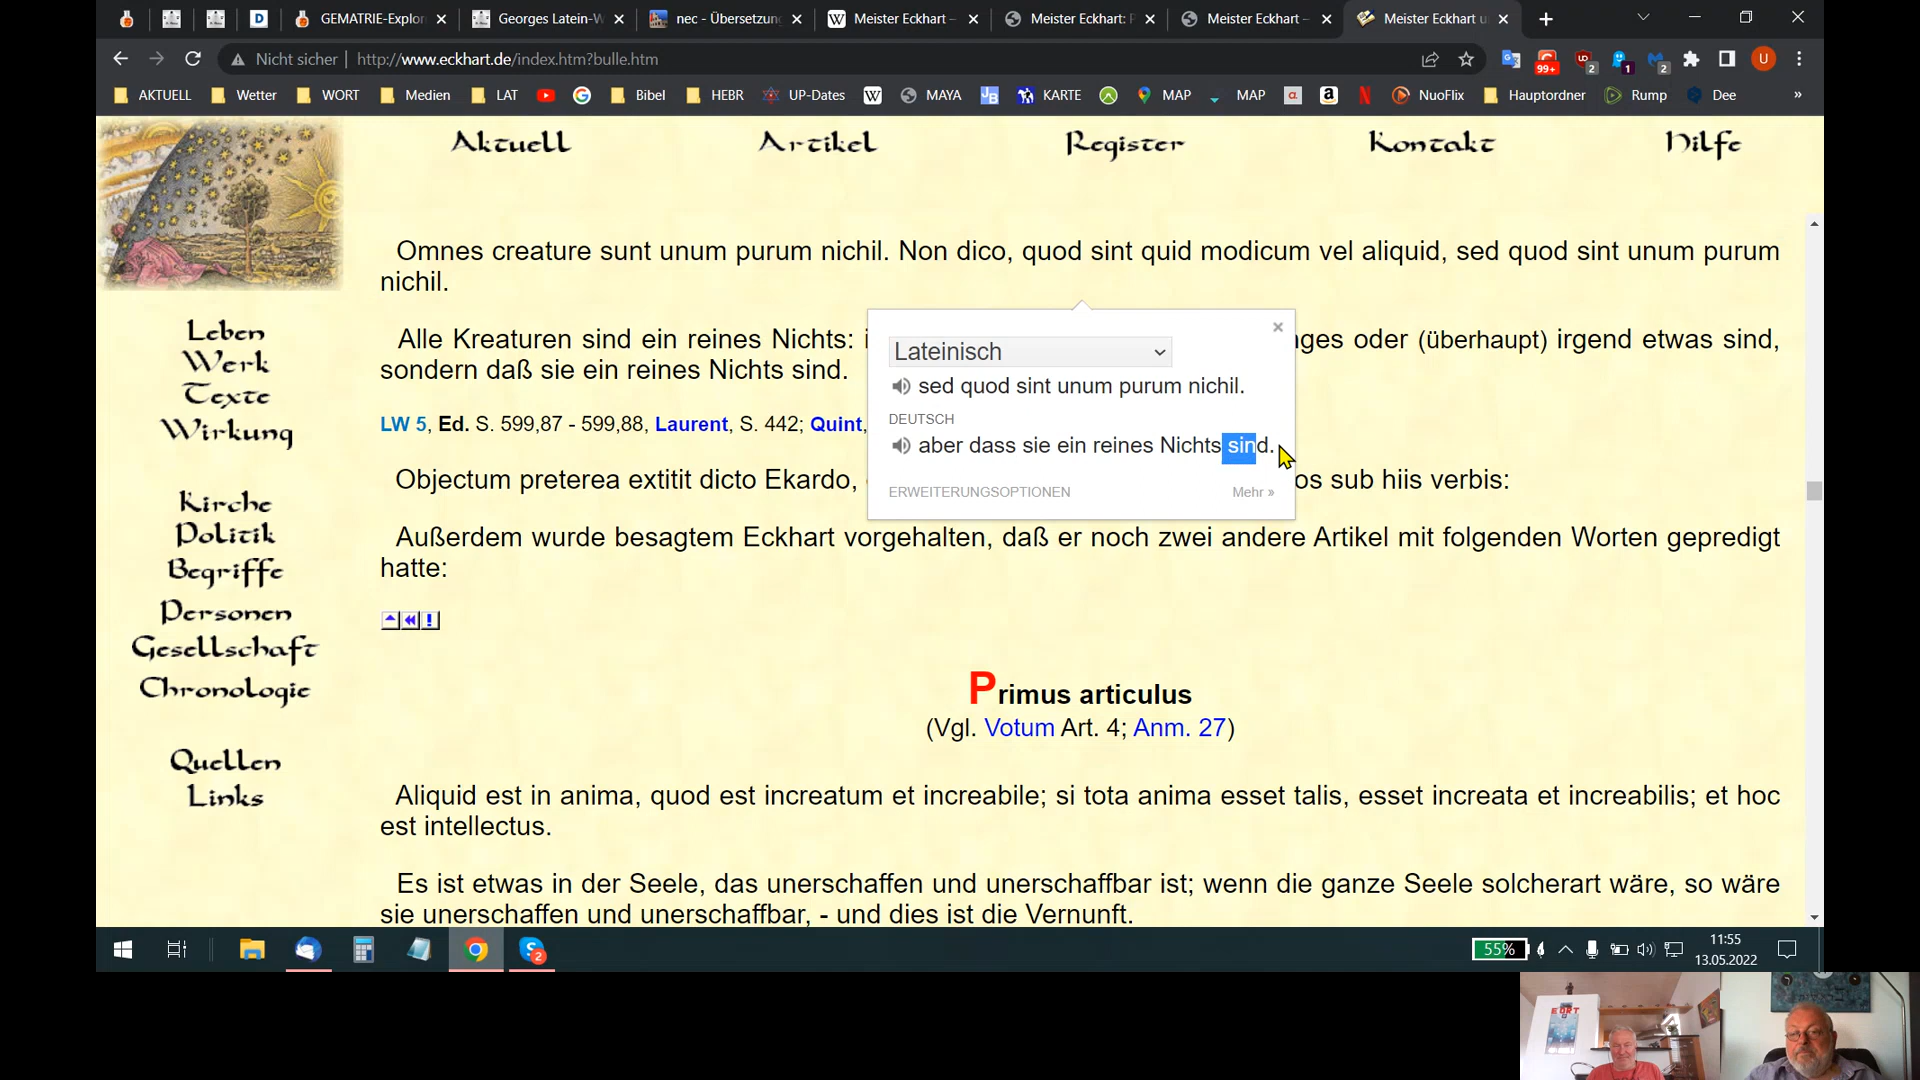 GEMATRIE-Explor
Georges Latein-W
nec - Übersetzung
Meister Eckhart –
Meister Eckhart: P
Meister Eckhart –
Meister Eckhart u
Nicht sicher | http://www.eckhart.de/index.htm?bulle.htm
99+ 2 1 2 U
AKTUELL Wetter WORT Medien LAT Bibel HEBR UP-Dates MAYA KARTE MAP MAP NuoFlix Hauptordner Rump Dee »
Aktuell Artikel Register Kontakt Hilfe
Omnes creature sunt unum purum nichil. Non dico, quod sint quid modicum vel aliquid, sed quod sint unum purum
nichil.
Alle Kreaturen sind ein reines Nichts: i
nges oder (überhaupt) irgend etwas sind,
sondern daß sie ein reines Nichts sind.
LW 5, Ed. S. 599,87 - 599,88, Laurent, S. 442; Quint,
Objectum preterea extitit dicto Ekardo,
os sub hiis verbis:
Außerdem wurde besagtem Eckhart vorgehalten, daß er noch zwei andere Artikel mit folgenden Worten gepredigt
hatte:
Lateinisch
sed quod sint unum purum nichil.
DEUTSCH
aber dass sie ein reines Nichts sind.
ERWEITERUNGSOPTIONEN Mehr »
Primus articulus
(Vgl. Votum Art. 4; Anm. 27)
Aliquid est in anima, quod est increatum et increabile; si tota anima esset talis, esset increata et increabilis; et hoc
est intellectus.
Es ist etwas in der Seele, das unerschaffen und unerschaffbar ist; wenn die ganze Seele solcherart wäre, so wäre
sie unerschaffen und unerschaffbar, - und dies ist die Vernunft.
Leben
Werk
Texte
Wirkung
Kirche
Politik
Begriffe
Personen
Gesellschaft
Chronologie
Quellen
Links
2
55%
11:55
13.05.2022